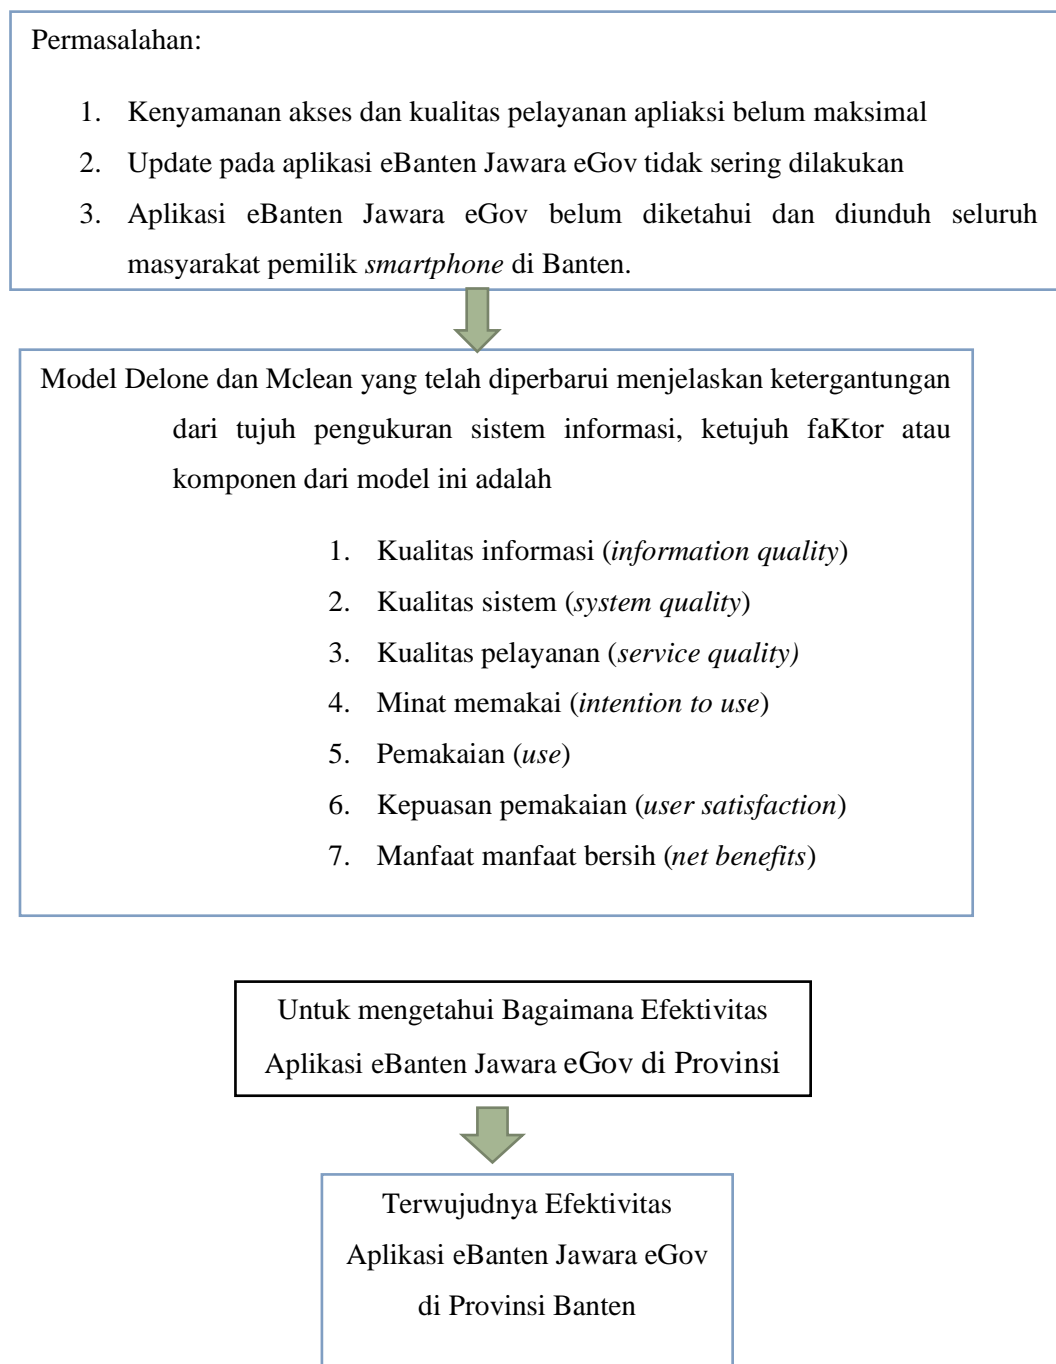 Permasalahan:
1. Kenyamanan akses dan kualitas pelayanan apliaksi belum maksimal
2. Update pada aplikasi eBanten Jawara eGov tidak sering dilakukan
3. Aplikasi eBanten Jawara eGov belum diketahui dan diunduh seluruh
masyarakat pemilik smartphone di Banten.
Model Delone dan Mclean yang telah diperbarui menjelaskan ketergantungan
dari tujuh pengukuran sistem informasi, ketujuh faKtor atau
komponen dari model ini adalah
1. Kualitas informasi (information quality)
2. Kualitas sistem (system quality)
3. Kualitas pelayanan (service quality)
4. Minat memakai (intention to use)
5. Pemakaian (use)
6. Kepuasan pemakaian (user satisfaction)
7. Manfaat manfaat bersih (net benefits)
Untuk mengetahui Bagaimana Efektivitas
Aplikasi eBanten Jawara eGov di Provinsi
Terwujudnya Efektivitas
Aplikasi eBanten Jawara eGov
di Provinsi Banten